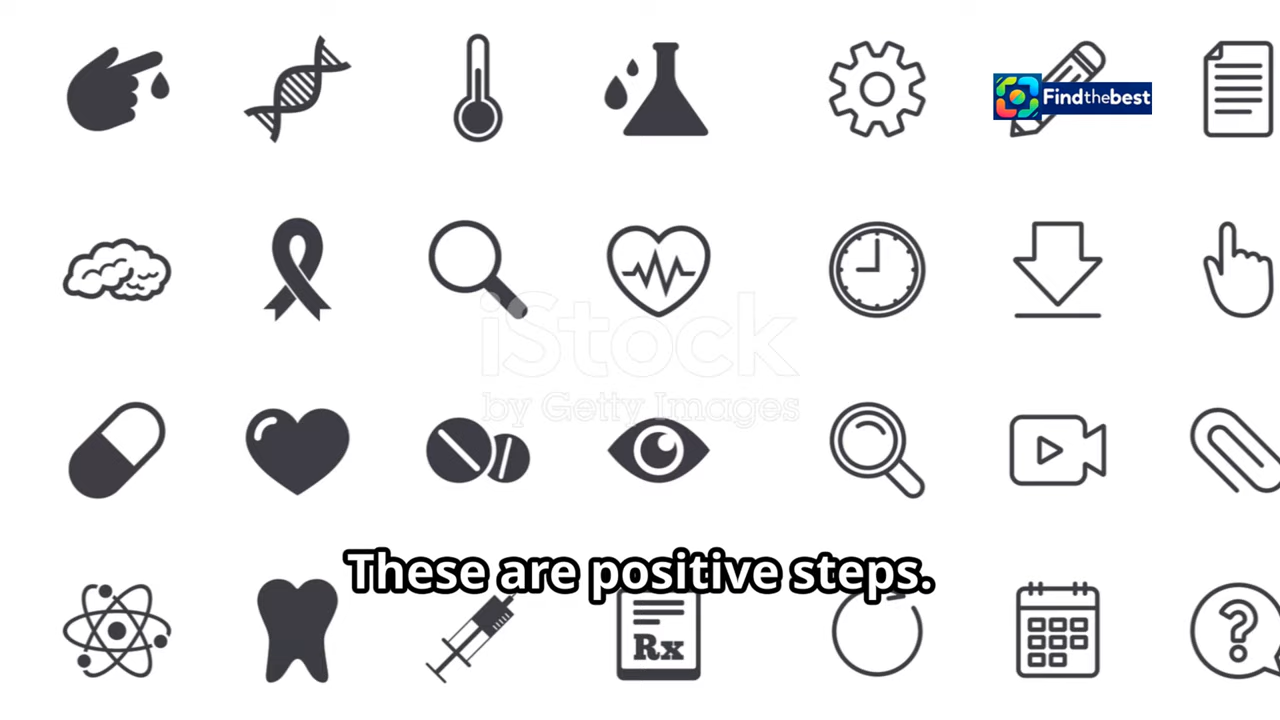 Findthebest
iStock
by Getty Images
These are positive steps.
Rx
?